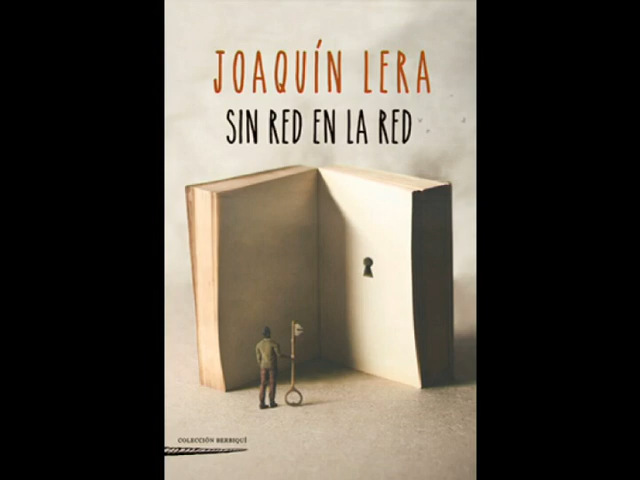 JOAQUÍN LERA
SIN RED EN LA RED
COLECCIÓN BERBIQUÍ